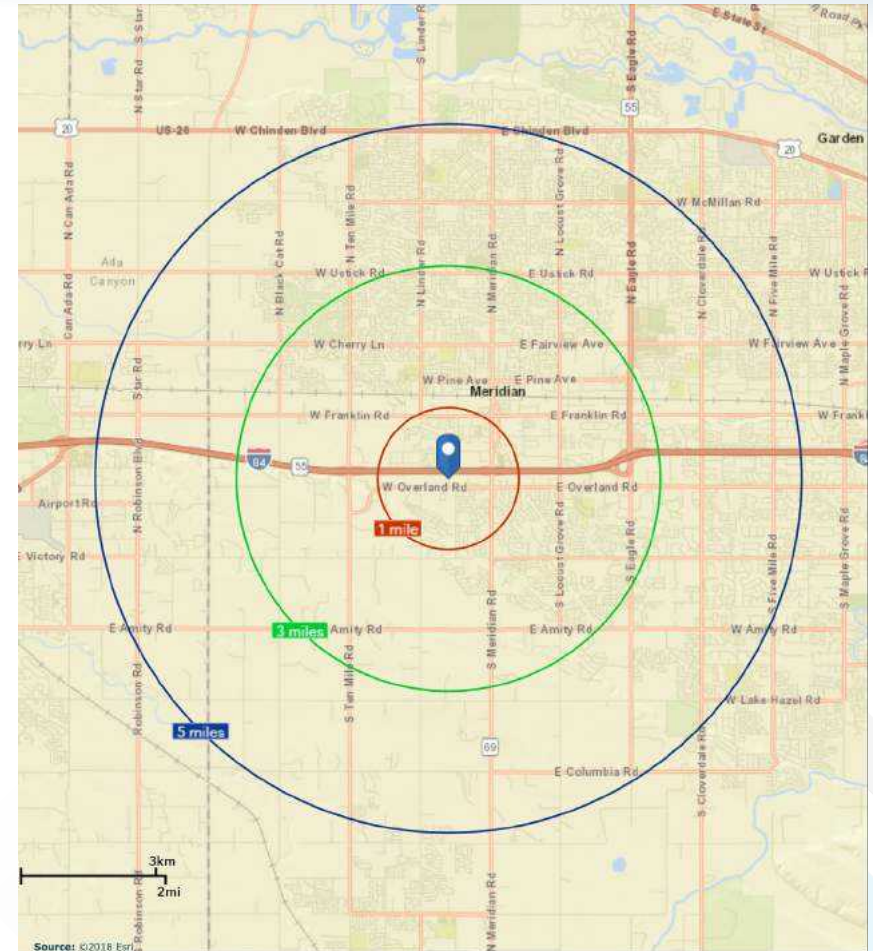 E State St
W Road Pk
S Star
S Star Rd
N Star Rd
S Linder R
S Eagle Rd
55
20
US-20
W Chinden Blvd
E Chinden Blvd
20
Garden
N Can Ada Rd
W McMillan Rd
N Ten Mile Rd
N Locust Grove Rd
N Black Cat Rd
N Linder Rd
N Meridian Rd
N Eagle Rd
N Cloverdale Rd
N Five Mile Rd
Ada
Canyon
W Ustick Rd
E Ustick Rd
W Ustick R
Can Ada Rd
N Maple Grove Rd
rry Ln
W Cherry Ln
E Fairview Ave
W Fairview Ave
Star Rd
W Pine Ave
E Pine Ave
Meridian
W Franklin Rd
E Franklin Rd
W Frankl
N Robinson Blvd
84
55
W Overland Rd
E Overland Rd
Airport Rd
1 mile
S Locust Grove Rd
S Eagle Rd
S Five Mile Rd
S Maple Grove Rd
E Victory Rd
E Amity Rd
3 miles
Amity Rd
E Amity Rd
W Amity Rd
S Meridian Rd
S Ten Mile Rd
Robinson Rd
W Lake Hazel Rd
5 miles
69
E Columbia Rd
S Cloverdale Rd
3km
2mi
S Robinson Rd
N Meridian Rd
Source: ©2018 Esri